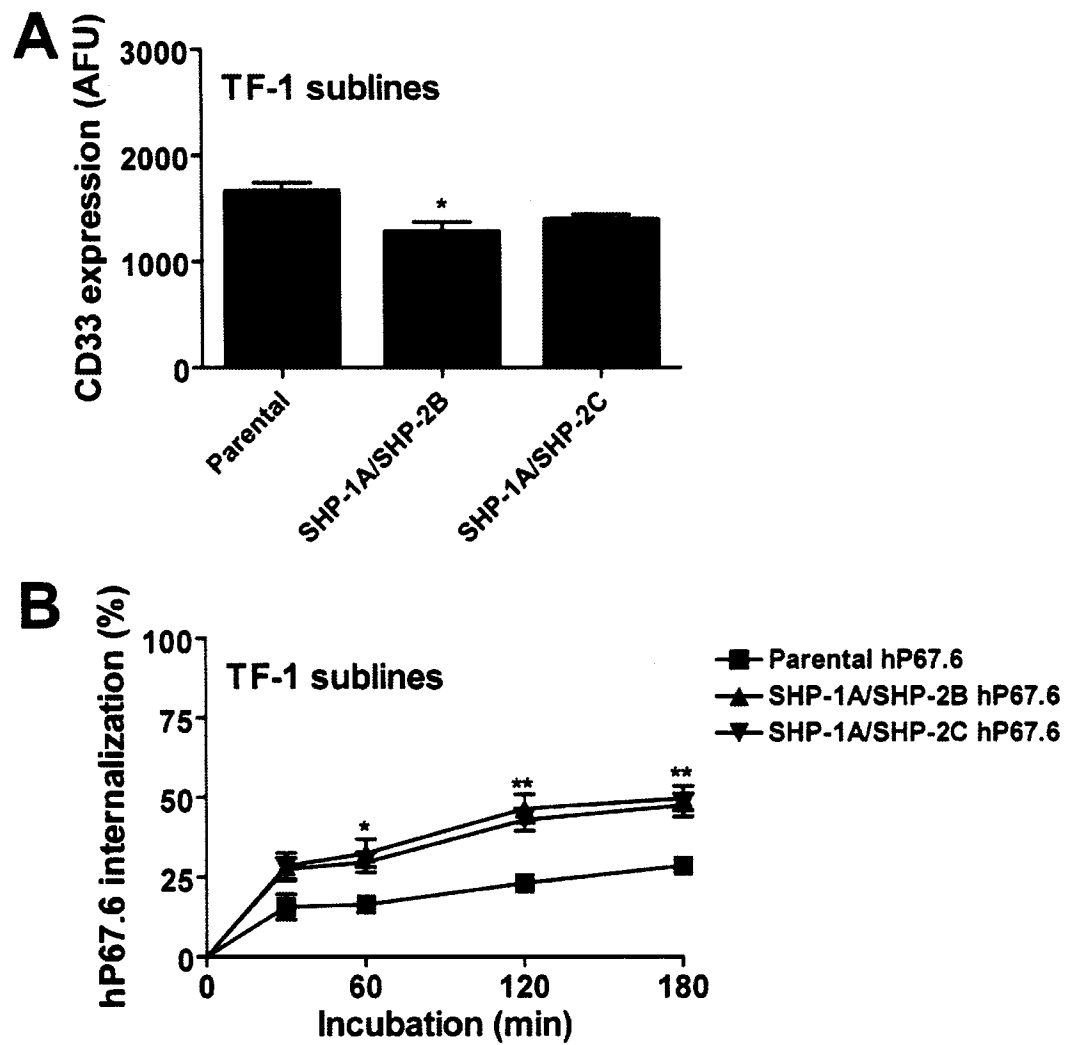 A
CD33 expression (AFU)
3000
2000
1000
0
TF-1 sublines
*
Parental
SHP-1A/SHP-2B
SHP-1A/SHP-2C
B
hP67.6 internalization (%)
100
75
50
25
0
TF-1 sublines
*
**
**
0
60
120
180
Incubation (min)
Parental hP67.6
SHP-1A/SHP-2B hP67.6
SHP-1A/SHP-2C hP67.6